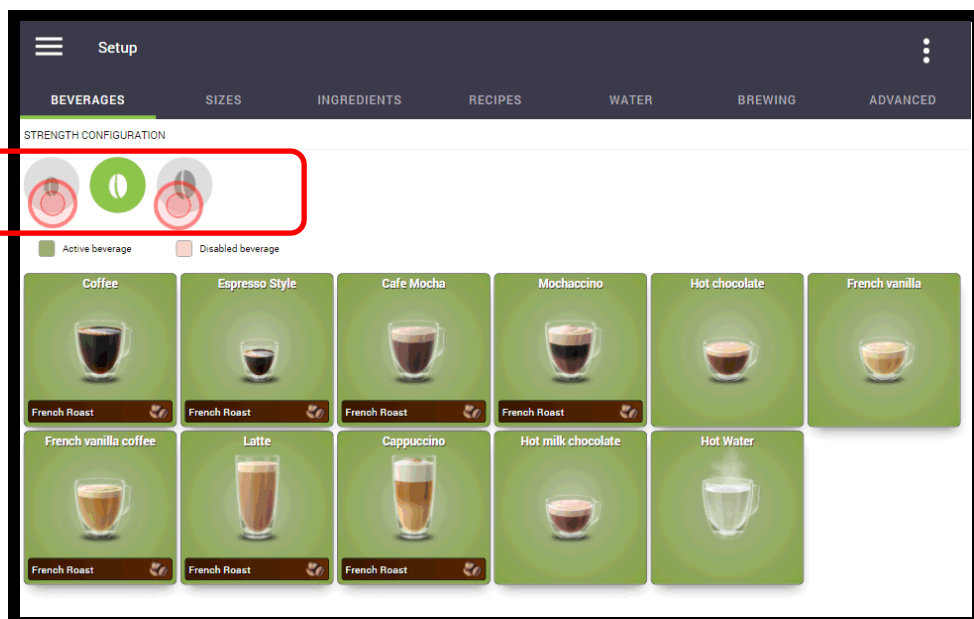 Setup
BEVERAGES SIZES INGREDIENTS RECIPES WATER BREWING ADVANCED
STRENGTH CONFIGURATION
Active beverage Disabled beverage
Coffee Espresso Style Cafe Mocha Mochaccino Hot chocolate French vanilla
French Roast French Roast French Roast French Roast
French vanilla coffee Latte Cappuccino Hot milk chocolate Hot Water
French Roast French Roast French Roast